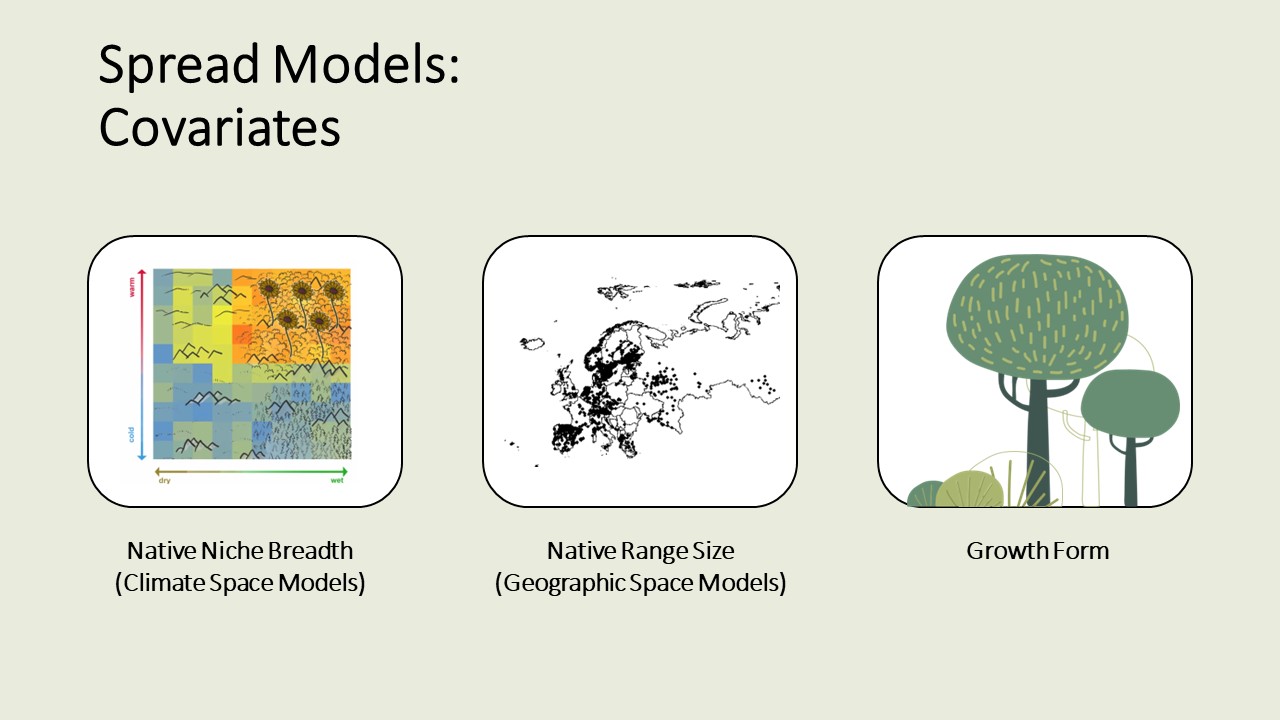 Spread Models:
Covariates
warm
cold
dry
wet
Native Niche Breadth
(Climate Space Models)
Native Range Size
(Geographic Space Models)
Growth Form